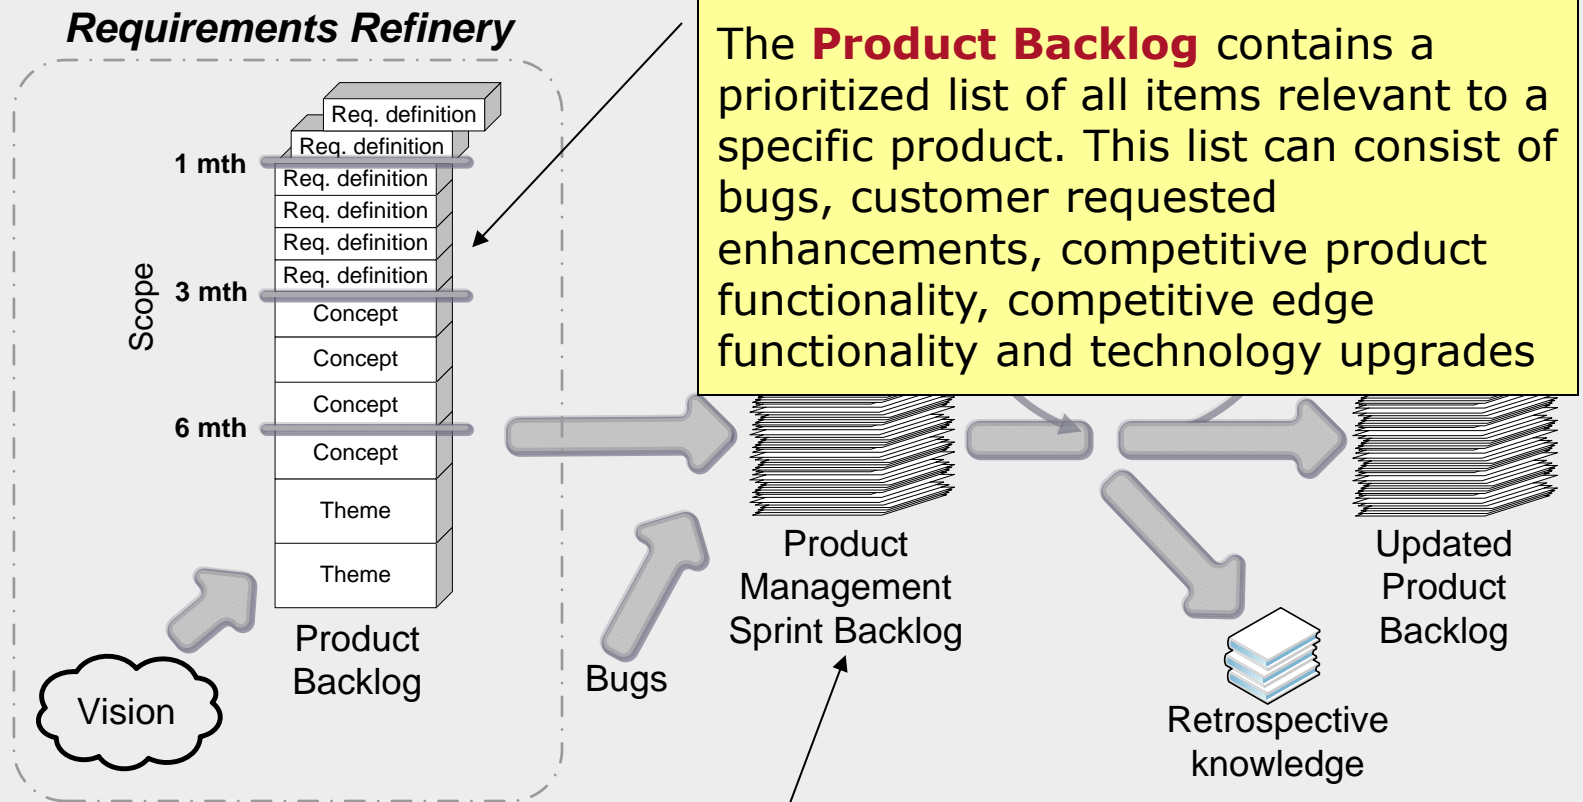 Requirements Refinery
The Product Backlog contains a
prioritized list of all items relevant to a
specific product. This list can consist of
bugs, customer requested
enhancements, competitive product
functionality, competitive edge
functionality and technology upgrades
Req. definition
Req. definition
1 mth
Req. definition
Req. definition
Req. definition
Req. definition
Scope
3 mth
Concept
Concept
Concept
6 mth
Concept
Theme
Theme
Product
Backlog
Vision
Bugs
Product
Management
Sprint Backlog
Updated
Product
Backlog
Retrospective
knowledge